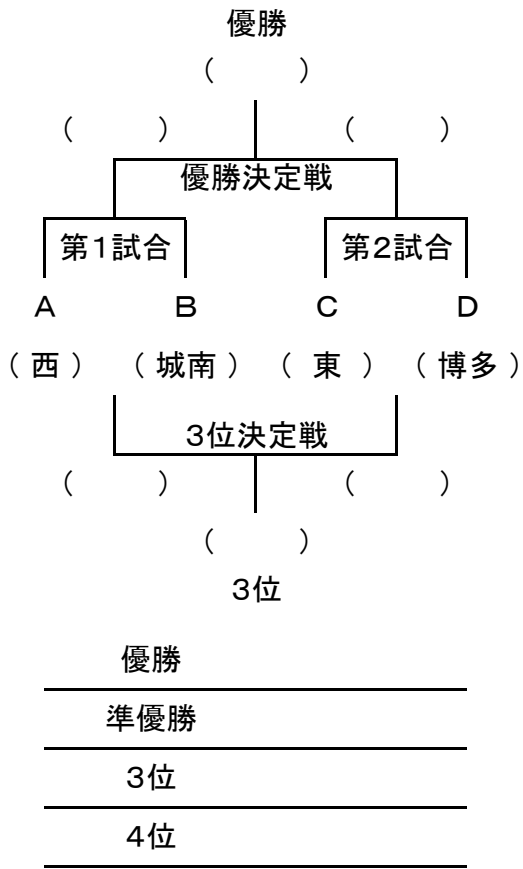 優勝
（　　　）
（　　　）　（　　　）
優勝決定戦
第１試合　第２試合
Ａ　Ｂ　Ｃ　Ｄ
（ 西 ）　（ 城南 ）　（ 東 ）　（ 博多 ）
３位決定戦
（　　　）　（　　　）
（　　　）
３位
優勝
準優勝
３位
４位